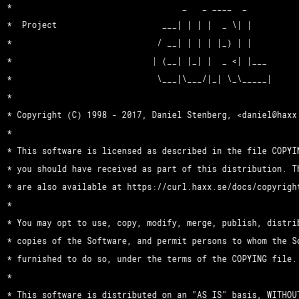 *                                  _   _ ____  _
*  Project                     ___| | | |  _ \| |
*                             / __| | | | |_) | |
*                            | (__| |_| |  _ <| |___
*                             \___|\___/|_| \_\_____|
*
* Copyright (C) 1998 - 2017, Daniel Stenberg, <daniel@haxx
*
* This software is licensed as described in the file COPYIN
* you should have received as part of this distribution. Th
* are also available at https://curl.haxx.se/docs/copyright
*
* You may opt to use, copy, modify, merge, publish, distrib
* copies of the Software, and permit persons to whom the So
* furnished to do so, under the terms of the COPYING file.
*
* This software is distributed on an "AS IS" basis, WITHOUT